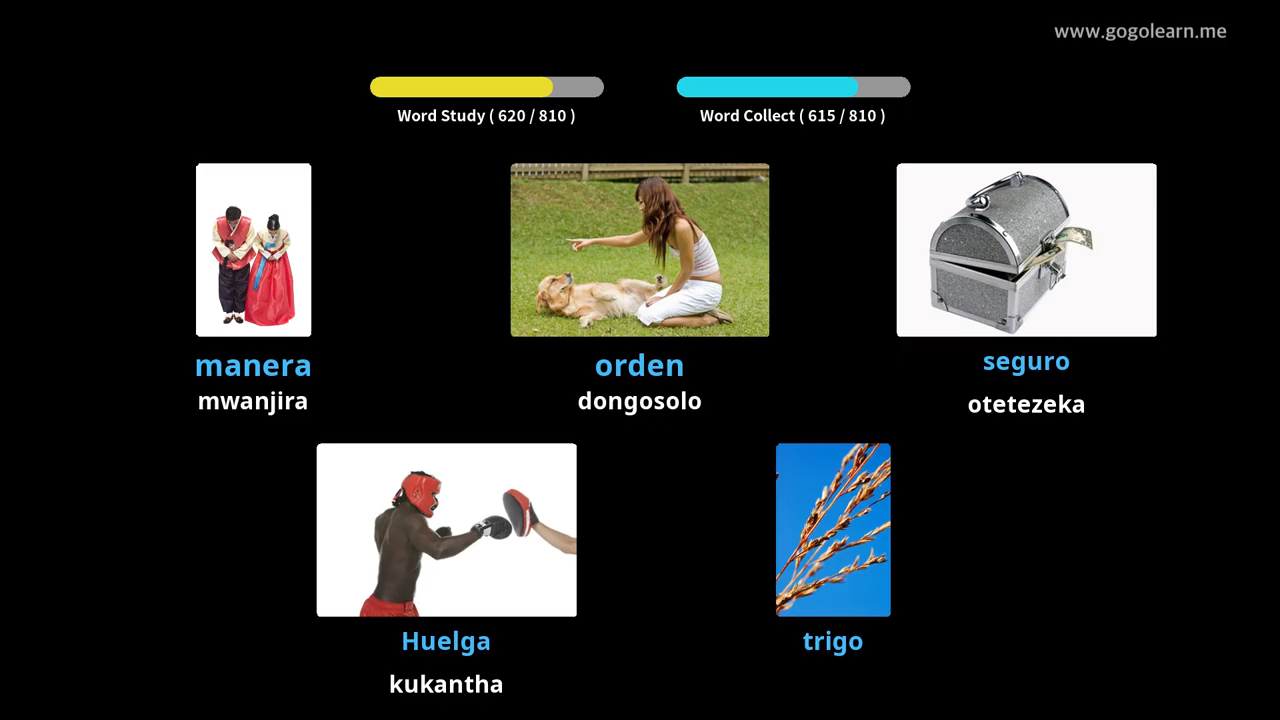 www.gogolearn.me
Word Study ( 620 / 810 )
Word Collect ( 615 / 810 )
manera
mwanjira
orden
dongosolo
seguro
otetezeka
Huelga
kukantha
trigo